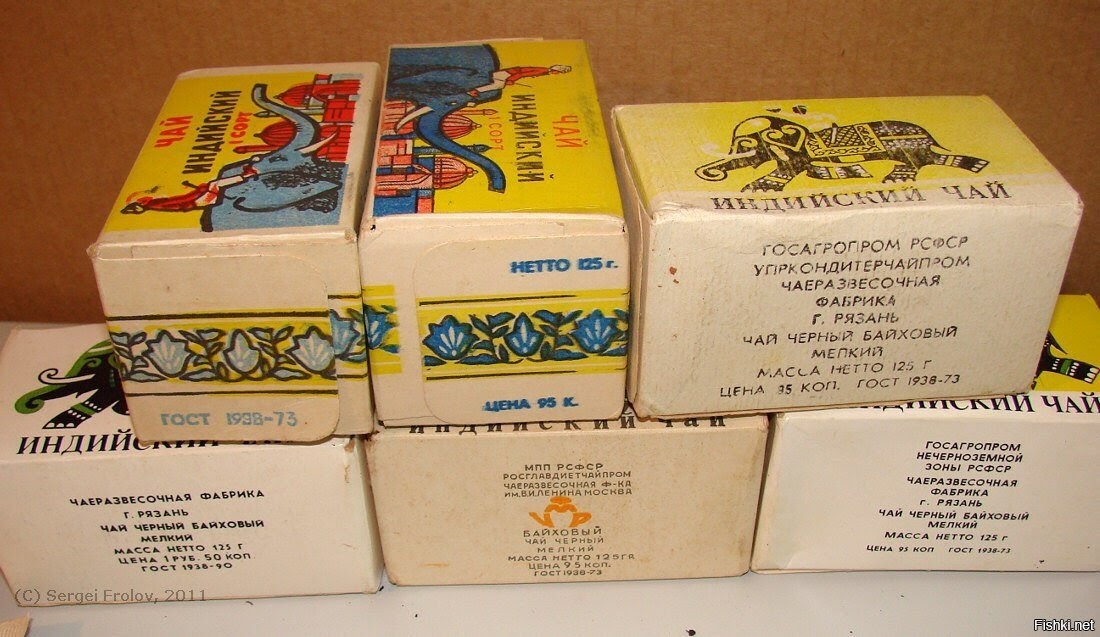 ЧАЙ
ИНДИЙСКИЙ
1 СОРТ
ГОСТ 1938-73
ЧАЙ
ИНДИЙСКИЙ
1 СОРТ
НЕТТО 125 г.
ЦЕНА 95 К.
ИНДИЙСКИЙ ЧАЙ
ГОСАГРОПРОМ РСФСР
УПРКОНДИТЕРЧАЙПРОМ
ЧАЕРАЗВЕСОЧНАЯ
ФАБРИКА
Г. РЯЗАНЬ
ЧАЙ ЧЕРНЫЙ БАЙХОВЫЙ
МЕЛКИЙ
МАССА НЕТТО 125 Г
ЦЕНА 95 КОП. ГОСТ 1938-73
ИНДИЙСКИЙ
ЧАЕРАЗВЕСОЧНАЯ ФАБРИКА
Г. РЯЗАНЬ
ЧАЙ ЧЕРНЫЙ БАЙХОВЫЙ
МЕЛКИЙ
МАССА НЕТТО 125 Г
ЦЕНА 1 РУБ. 50 КОП
ГОСТ 1938-90
ИНДИЙСКИЙ ЧАЙ
МПП РСФСР
РОСГЛАВДИЕТЧАЙПРОМ
ЧАЕРАЗВЕСОЧНАЯ Ф-КА
ИМ. В.И.ЛЕНИНА МОСКВА
БАЙХОВЫЙ
ЧАЙ ЧЕРНЫЙ
МЕЛКИЙ
МАССА НЕТТО 125 ГР.
ЦЕНА 95 КОП.
ГОСТ 1938-73
ЧАЙ
ГОСАГРОПРОМ
НЕЧЕРНОЗЕМНОЙ
ЗОНЫ РСФСР
ЧАЕРАЗВЕСОЧНАЯ
ФАБРИКА
Г. РЯЗАНЬ
ЧАЙ ЧЕРНЫЙ БАЙХОВЫЙ
МЕЛКИЙ
МАССА НЕТТО 125 Г
ЦЕНА 95 КОП ГОСТ 1938-73
(C) Sergei Frolov, 2011
Fishki.net